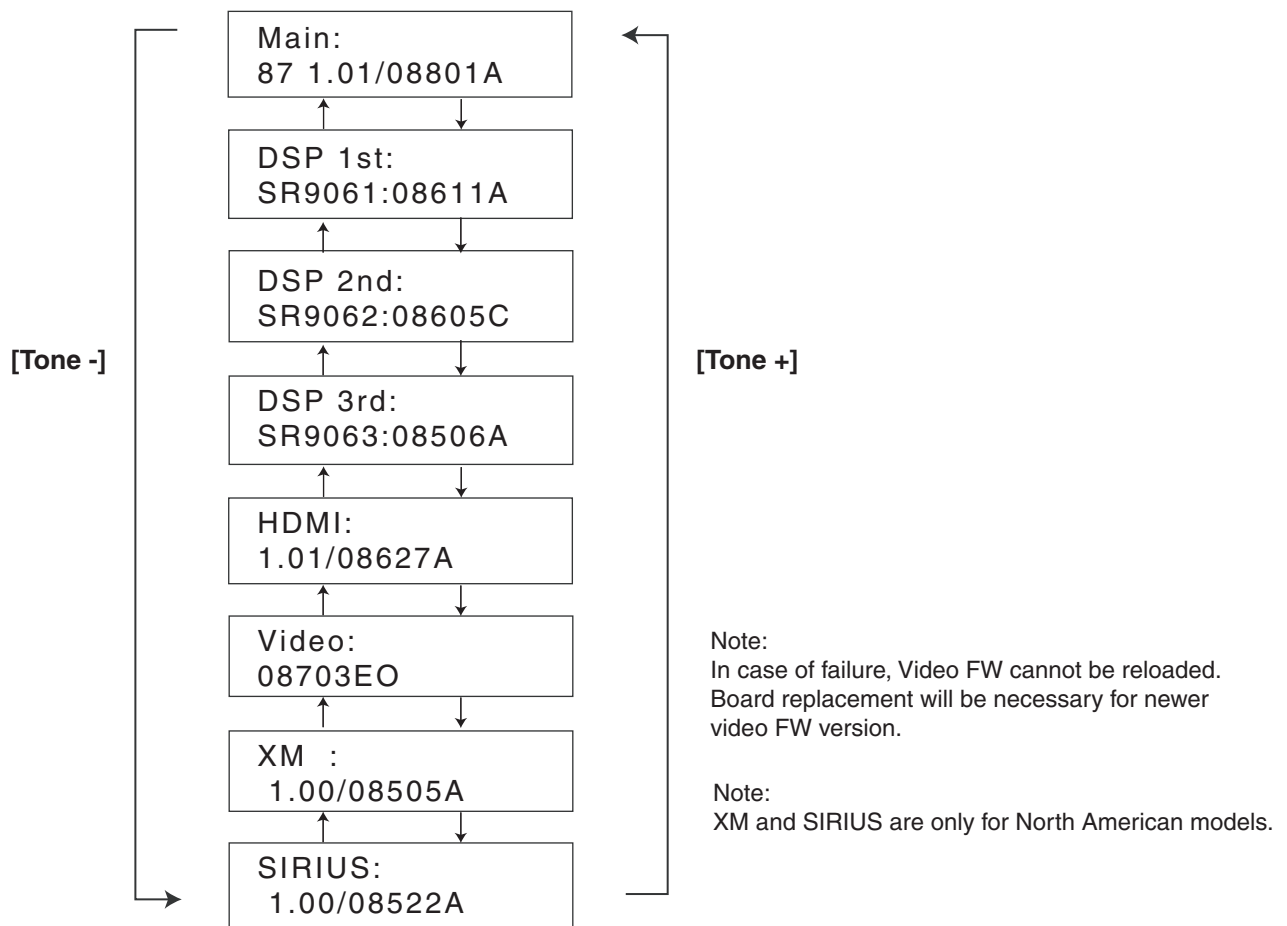 Main:
87 1.01/08801A
DSP 1st:
SR9061:08611A
DSP 2nd:
SR9062:08605C
[Tone -]
[Tone +]
DSP 3rd:
SR9063:08506A
HDMI:
1.01/08627A
Video:
08703EO
Note:
In case of failure, Video FW cannot be reloaded.
Board replacement will be necessary for newer
video FW version.
XM :
1.00/08505A
Note:
XM and SIRIUS are only for North American models.
SIRIUS:
1.00/08522A